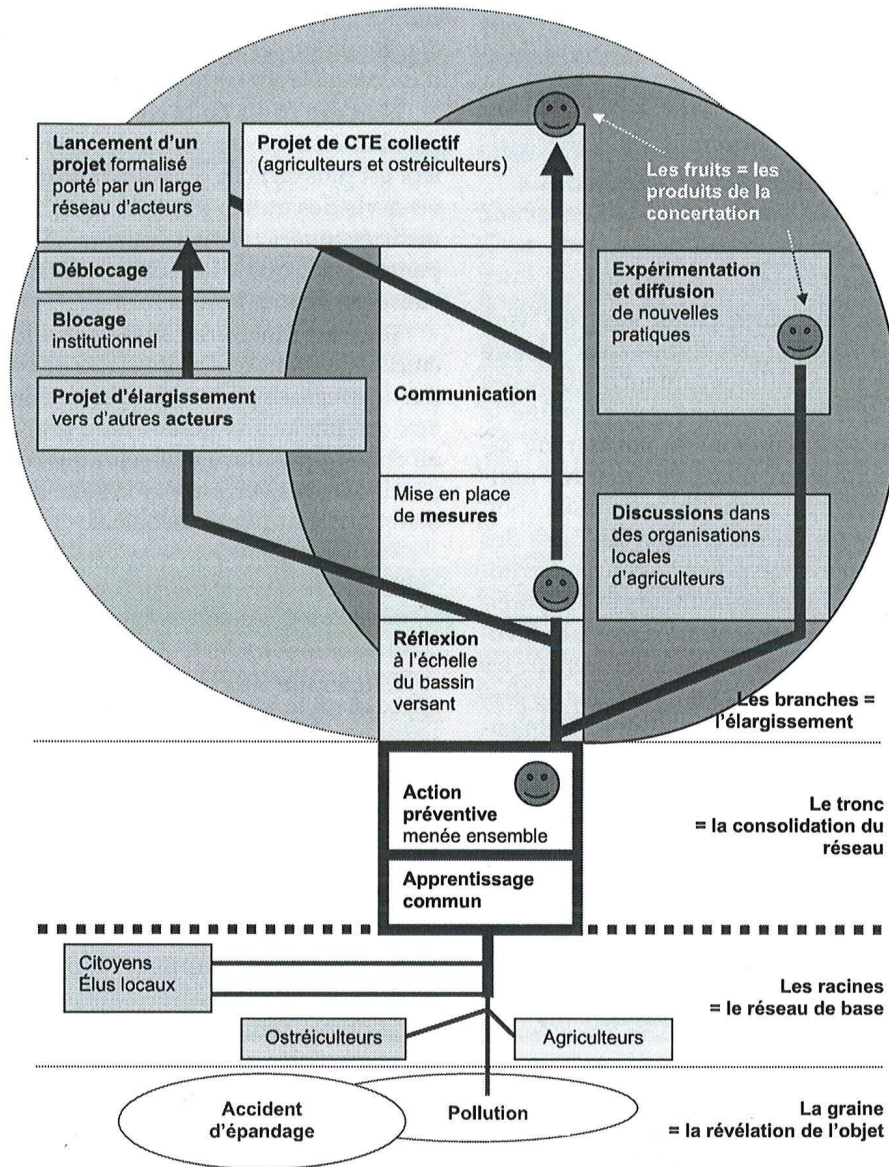 Lancement d'un
projet formalisé
porté par un large
réseau d'acteurs
Projet de CTE collectif
(agriculteurs et ostréiculteurs)
Les fruits = les
produits de la
concertation
Déblocage
Blocage
institutionnel
Projet d'élargissement
vers d'autres acteurs
Communication
Expérimentation
et diffusion
de nouvelles
pratiques
Mise en place
de mesures
Discussions dans
des organisations
locales
d'agriculteurs
Réflexion
à l'échelle
du bassin
versant
Les branches =
l'élargissement
Action
préventive
menée ensemble
Le tronc
= la consolidation du
réseau
Apprentissage
commun
Citoyens
Élus locaux
Les racines
= le réseau de base
Ostréiculteurs
Agriculteurs
Accident
d'épandage
Pollution
La graine
= la révélation de l'objet